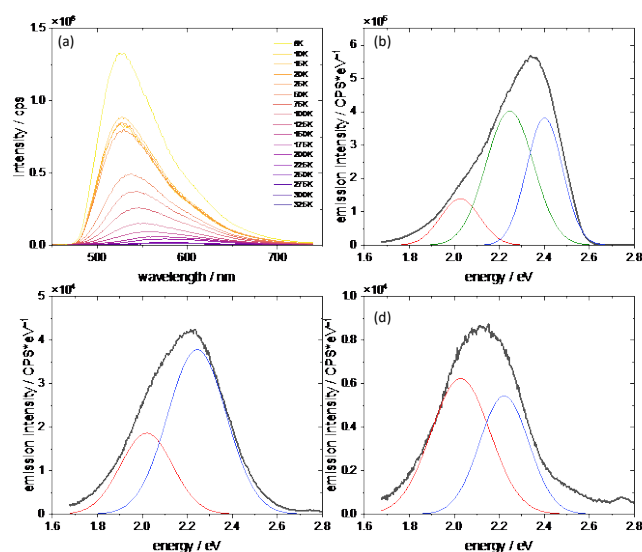 (a)
×10⁶
1.5
1.0
0.5
0.0
Intensity / cps
500
600
700
wavelength / nm
10K
20K
25K
50K
75K
100K
125K
150K
175K
200K
225K
250K
275K
300K
325K
(b)
6
5
4
3
2
1
0
emission Intensity / CPS*eV⁻¹
1.6
1.8
2.0
2.2
2.4
2.6
2.8
energy / eV
×10⁴
5
4
3
2
1
0
emission Intensity / CPS*eV⁻¹
1.6
1.8
2.0
2.2
2.4
2.6
2.8
energy / eV
(d)
×10⁴
1.0
0.8
0.6
0.4
0.2
0.0
emission Intensity / CPS*eV⁻¹
1.6
1.8
2.0
2.2
2.4
2.6
2.8
energy / eV